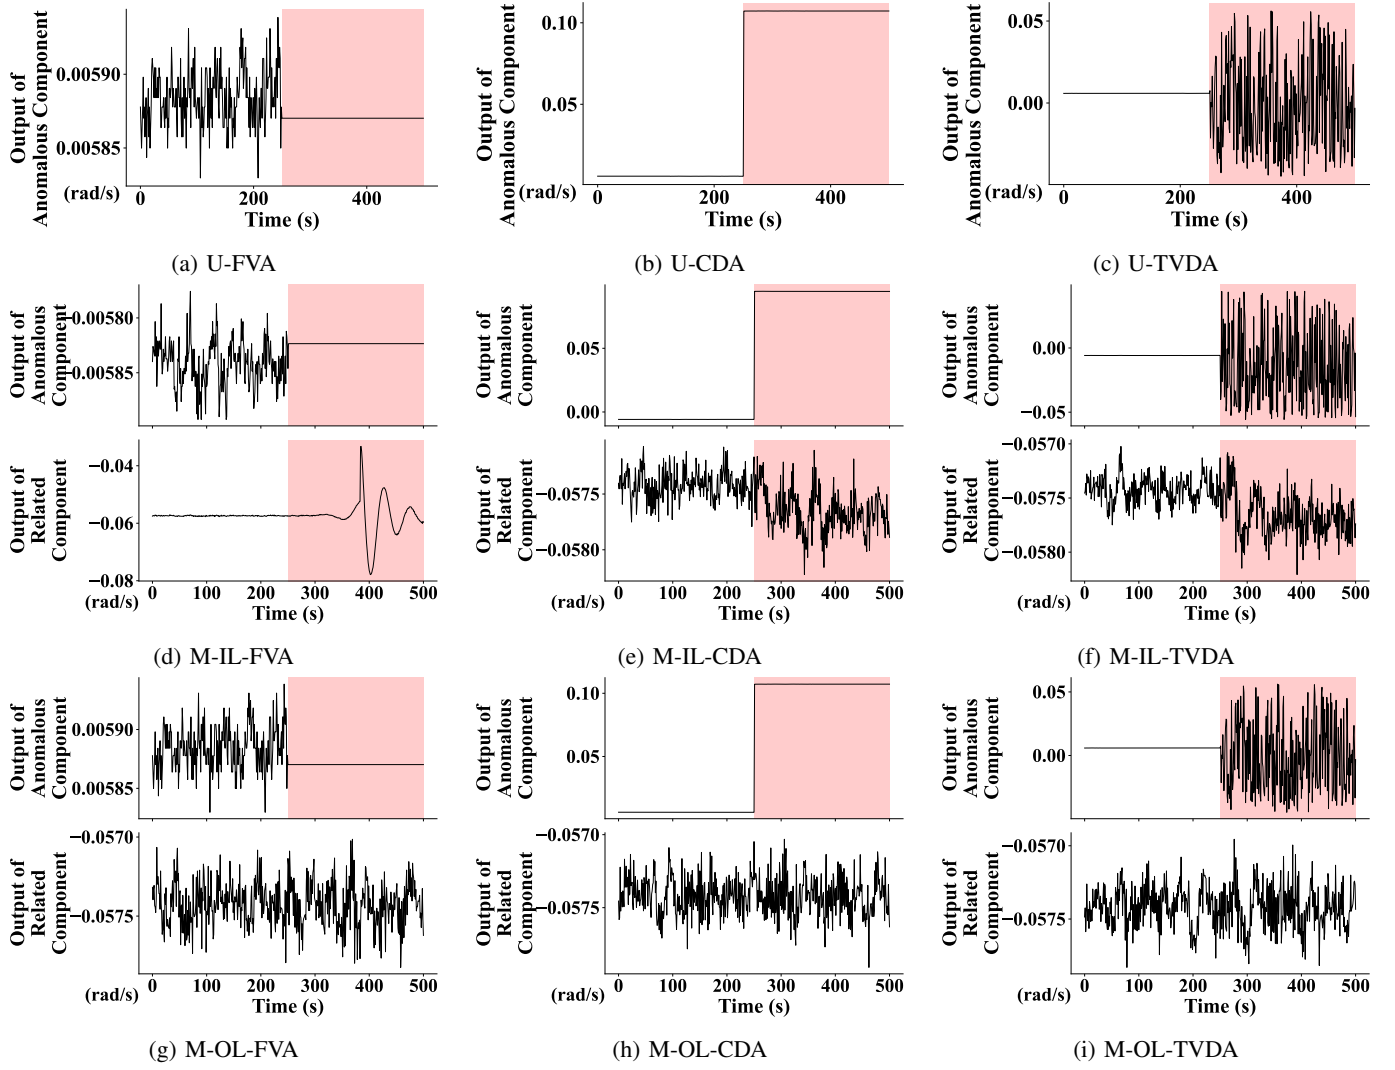 Output of
Anomalous Component
0.00590
0.00585
(rad/s)
0
200
400
Time (s)
(a) U-FVA
Output of
Anomalous Component
0.10
0.05
0
200
400
Time (s)
(b) U-CDA
Output of
Anomalous Component
(rad/s)
0.05
0.00
0
200
400
Time (s)
(c) U-TVDA
Output of
Anomalous
Component
−0.00580
−0.00585
Output of
Related
Component
−0.04
−0.06
−0.08
(rad/s)
0
100
200
300
400
500
Time (s)
(d) M-IL-FVA
Output of
Anomalous
Component
0.05
0.00
Output of
Related
Component
−0.0575
−0.0580
0
100
200
300
400
500
(rad/s)
Time (s)
(e) M-IL-CDA
Output of
Anomalous
Component
0.00
−0.05
Output of
Related
Component
−0.0570
−0.0575
−0.0580
0
100
200
300
400
500
(rad/s)
Time (s)
(f) M-IL-TVDA
Output of
Anomalous
Component
0.00590
0.00585
Output of
Related
Component
−0.0570
−0.0575
0
100
200
300
400
500
(rad/s)
Time (s)
(g) M-OL-FVA
Output of
Anomalous
Component
0.10
0.05
Output of
Related
Component
−0.0570
−0.0575
0
100
200
300
400
500
(rad/s)
Time (s)
(h) M-OL-CDA
Output of
Anomalous
Component
0.05
0.00
Output of
Related
Component
−0.0570
−0.0575
0
100
200
300
400
500
(rad/s)
Time (s)
(i) M-OL-TVDA